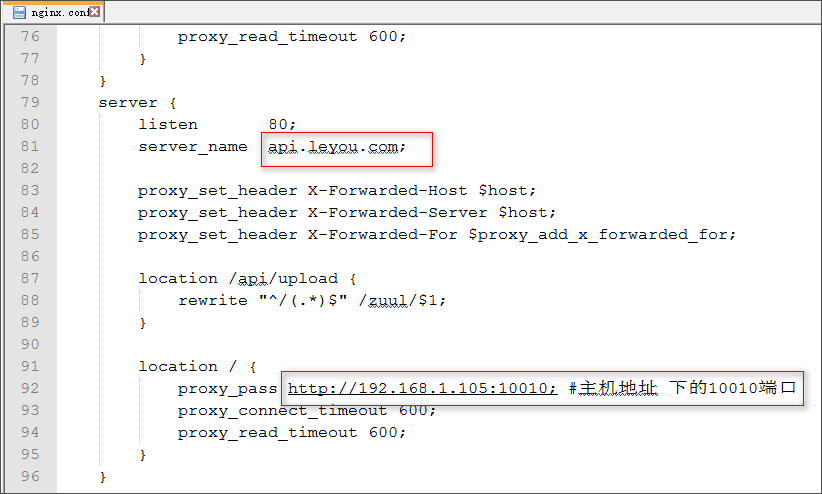 nginx.conf
76 proxy_read_timeout 600;
77 }
78 }
79 server {
80 listen 80;
81 server_name api.leyou.com;
82
83 proxy_set_header X-Forwarded-Host $host;
84 proxy_set_header X-Forwarded-Server $host;
85 proxy_set_header X-Forwarded-For $proxy_add_x_forwarded_for;
86
87 location /api/upload {
88 rewrite "^/(.*)$" /zuul/$1;
89 }
90
91 location / {
92 proxy_pass http://192.168.1.105:10010; #主机地址 下的10010端口
93 proxy_connect_timeout 600;
94 proxy_read_timeout 600;
95 }
96 }